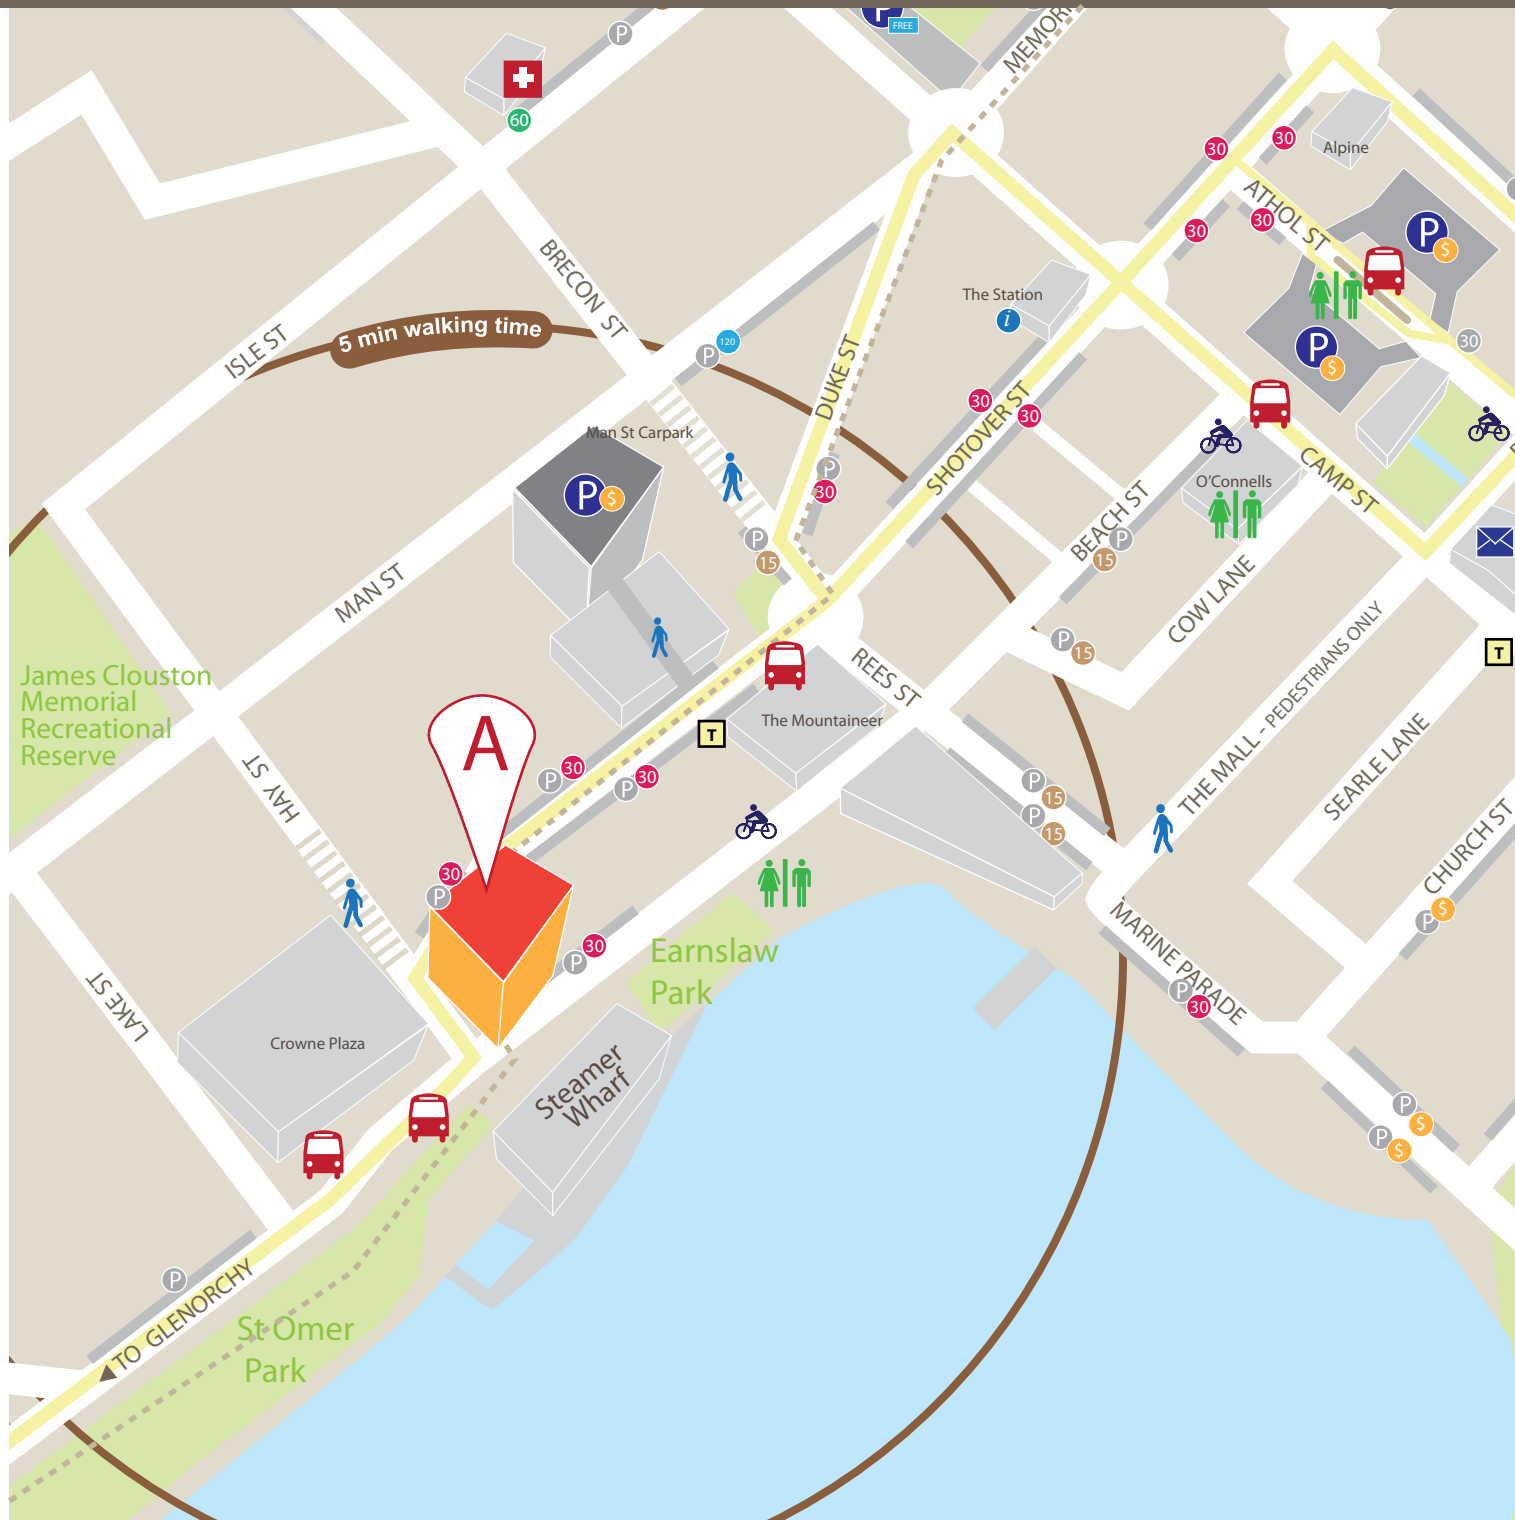 P
FREE
MEMORI
P
60
30
30
Alpine
ATHOL ST
30
30
P
$
BRECON ST
The Station
i
5 min walking time
ISLE ST
P
120
30
P
$
DUKE ST
SHOTOVER ST
30
30
Man St Carpark
P
$
P
30
CAMP ST
O'Connells
BEACH ST
P
15
P
15
COW LANE
MAN ST
THE MALL - PEDESTRIANS ONLY
P
15
T
REES ST
James Clouston
Memorial
Recreational
Reserve
The Mountaineer
T
A
HAY ST
P
30
P
30
P
15
P
15
SEARLE LANE
CHURCH ST
30
P
P
$
MARINE PARADE
P
30
P
30
Earnslaw
Park
LAKE ST
Crowne Plaza
Steamer
Wharf
P
$
P
$
P
TO GLENORCHY
St Omer
Park